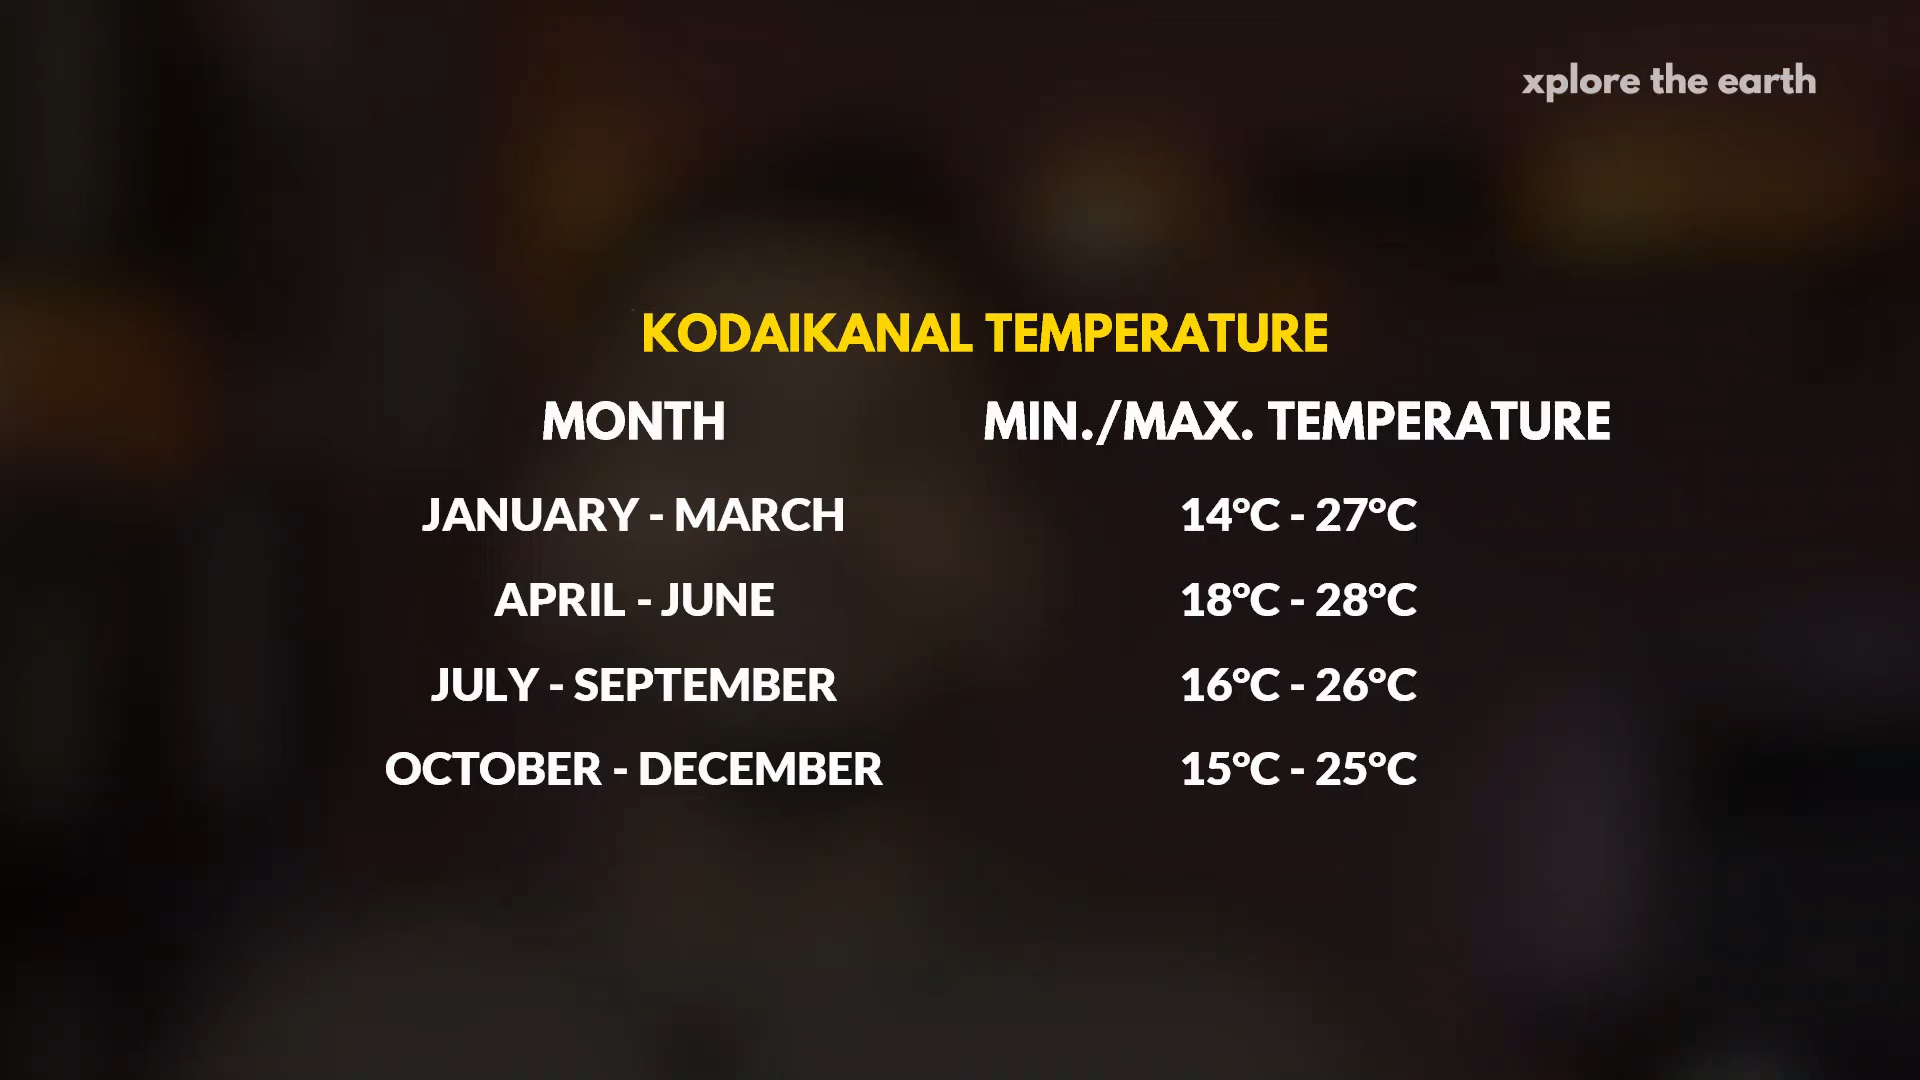 xplore the earth
KODAIKANAL TEMPERATURE
MONTH MIN./MAX. TEMPERATURE
JANUARY - MARCH 14°C - 27°C
APRIL - JUNE 18°C - 28°C
JULY - SEPTEMBER 16°C - 26°C
OCTOBER - DECEMBER 15°C - 25°C